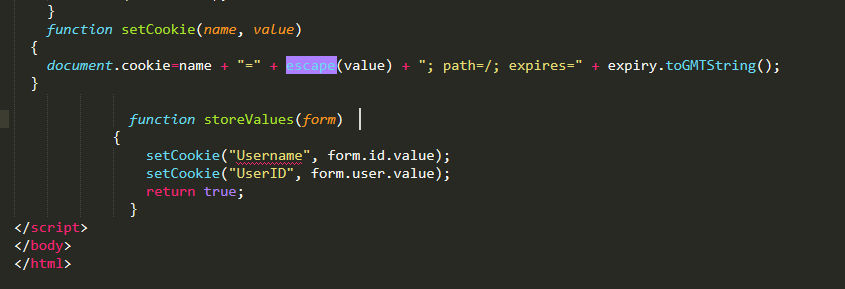 }
function setCookie(name, value)
{
document.cookie=name + "=" + escape(value) + "; path=/; expires=" + expiry.toGMTString();
}
function storeValues(form)
{
setCookie("Username", form.id.value);
setCookie("UserID", form.user.value);
return true;
}
</script>
</body>
</html>